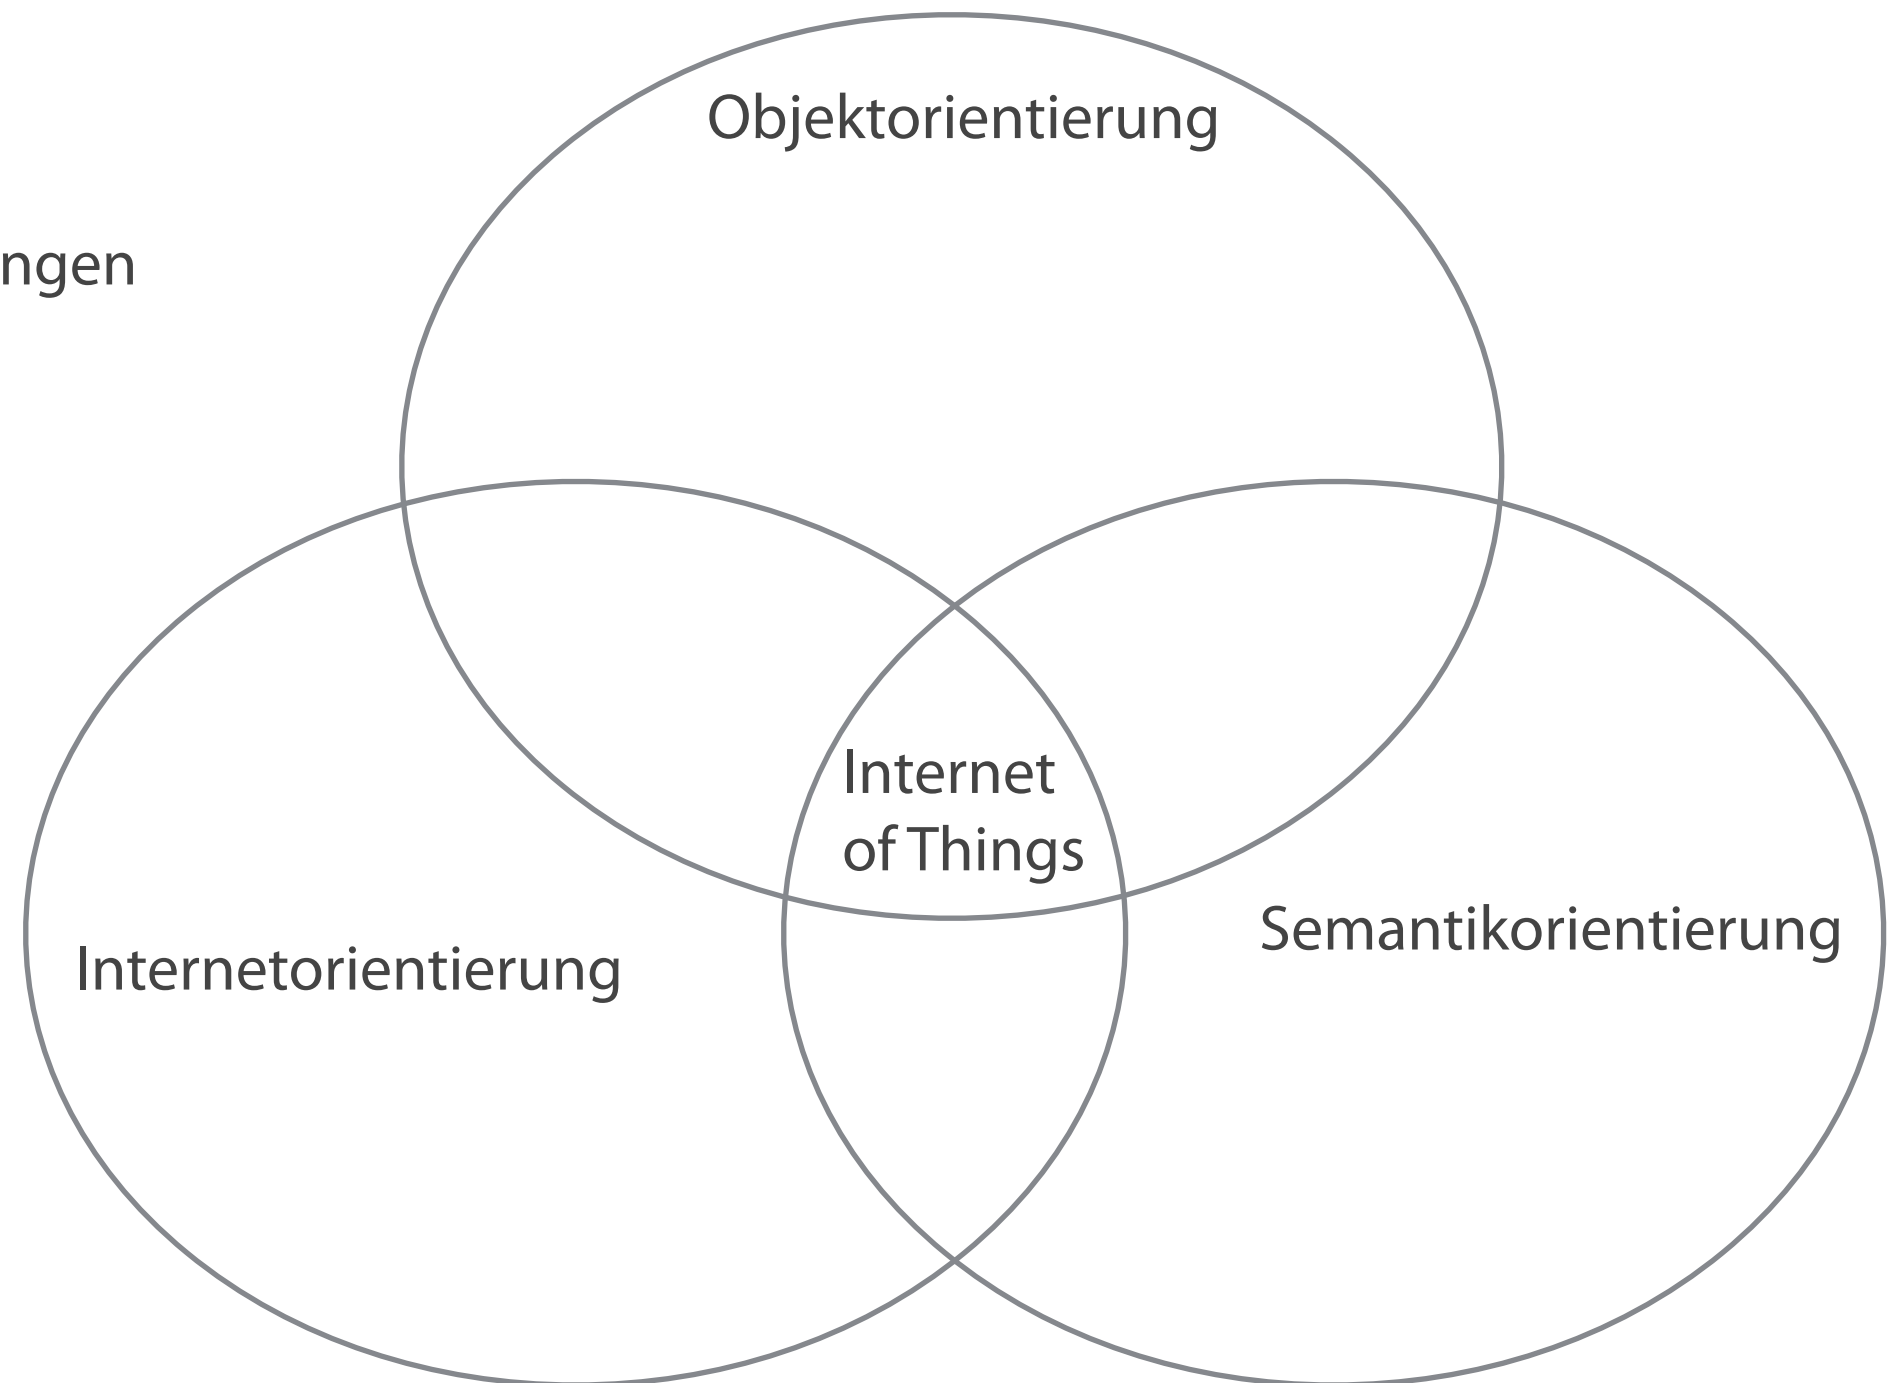 Objektorientierung
ngen
Internet
of Things
Semantikorientierung
Internetorientierung